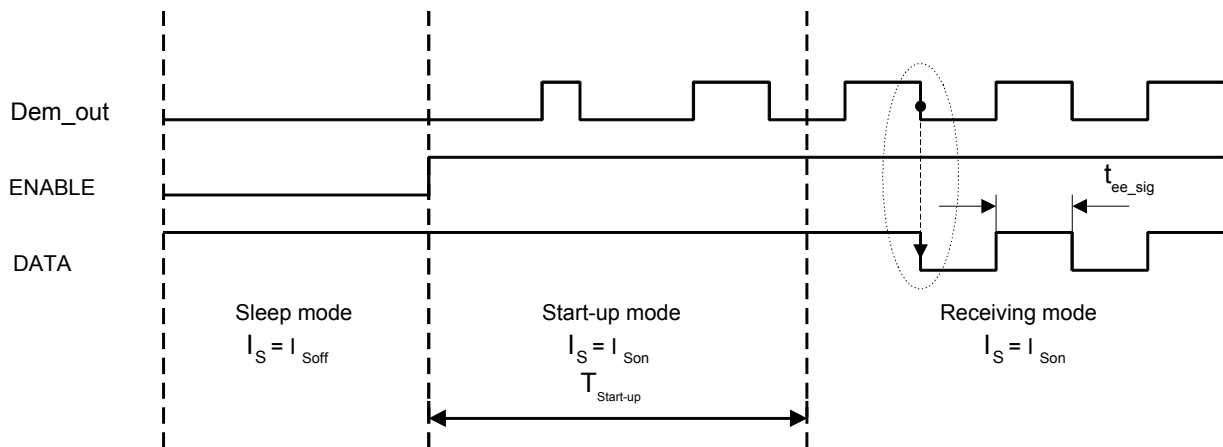 Dem_out
ENABLE
t ee_sig
DATA
Sleep mode
I S = I Soff
Start-up mode
I S = I Son
T Start-up
Receiving mode
I S = I Son